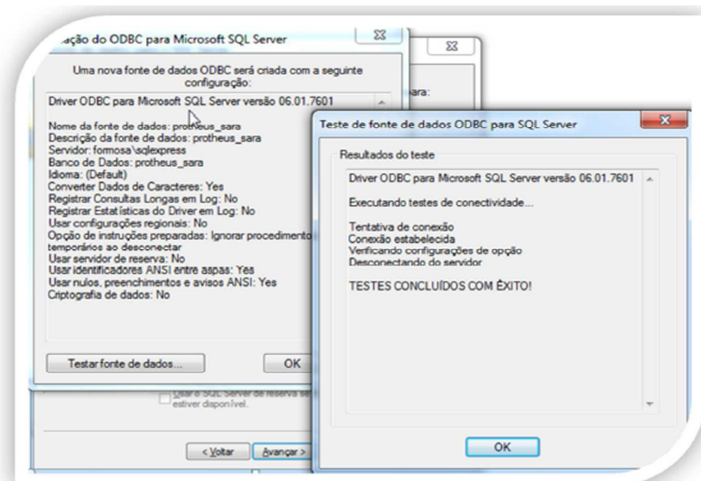 ação do ODBC para Microsoft SQL Server
Uma nova fonte de dados ODBC será criada com a seguinte
configuração:
Driver ODBC para Microsoft SQL Server versão 06.01.7601
Nome da fonte de dados: protheus_sara
Descrição da fonte de dados: protheus_sara
Servidor: formosa\sqlexpress
Banco de Dados: protheus_sara
Idioma: (Default)
Converter Dados de Caracteres: Yes
Registrar Consultas Longas em Log: No
Registrar Estatísticas do Driver em Log: No
Usar configurações regionais: No
Opção de instruções preparadas: Ignorar procedimento
temporários ao desconectar
Usar servidor de reserva: No
Usar identificadores ANSI entre aspas: Yes
Usar nulos, preenchimentos e avisos ANSI: Yes
Criptografia de dados: No
Testar fonte de dados...
OK
para:
Usar o SQL Server de reserva se
estiver disponível.
< Voltar
Avançar >
Teste de fonte de dados ODBC para SQL Server
Resultados do teste
Driver ODBC para Microsoft SQL Server versão 06.01.7601
Executando testes de conectividade...
Tentativa de conexão
Conexão estabelecida
Verificando configurações de opção
Desconectando do servidor
TESTES CONCLUÍDOS COM ÊXITO!
OK